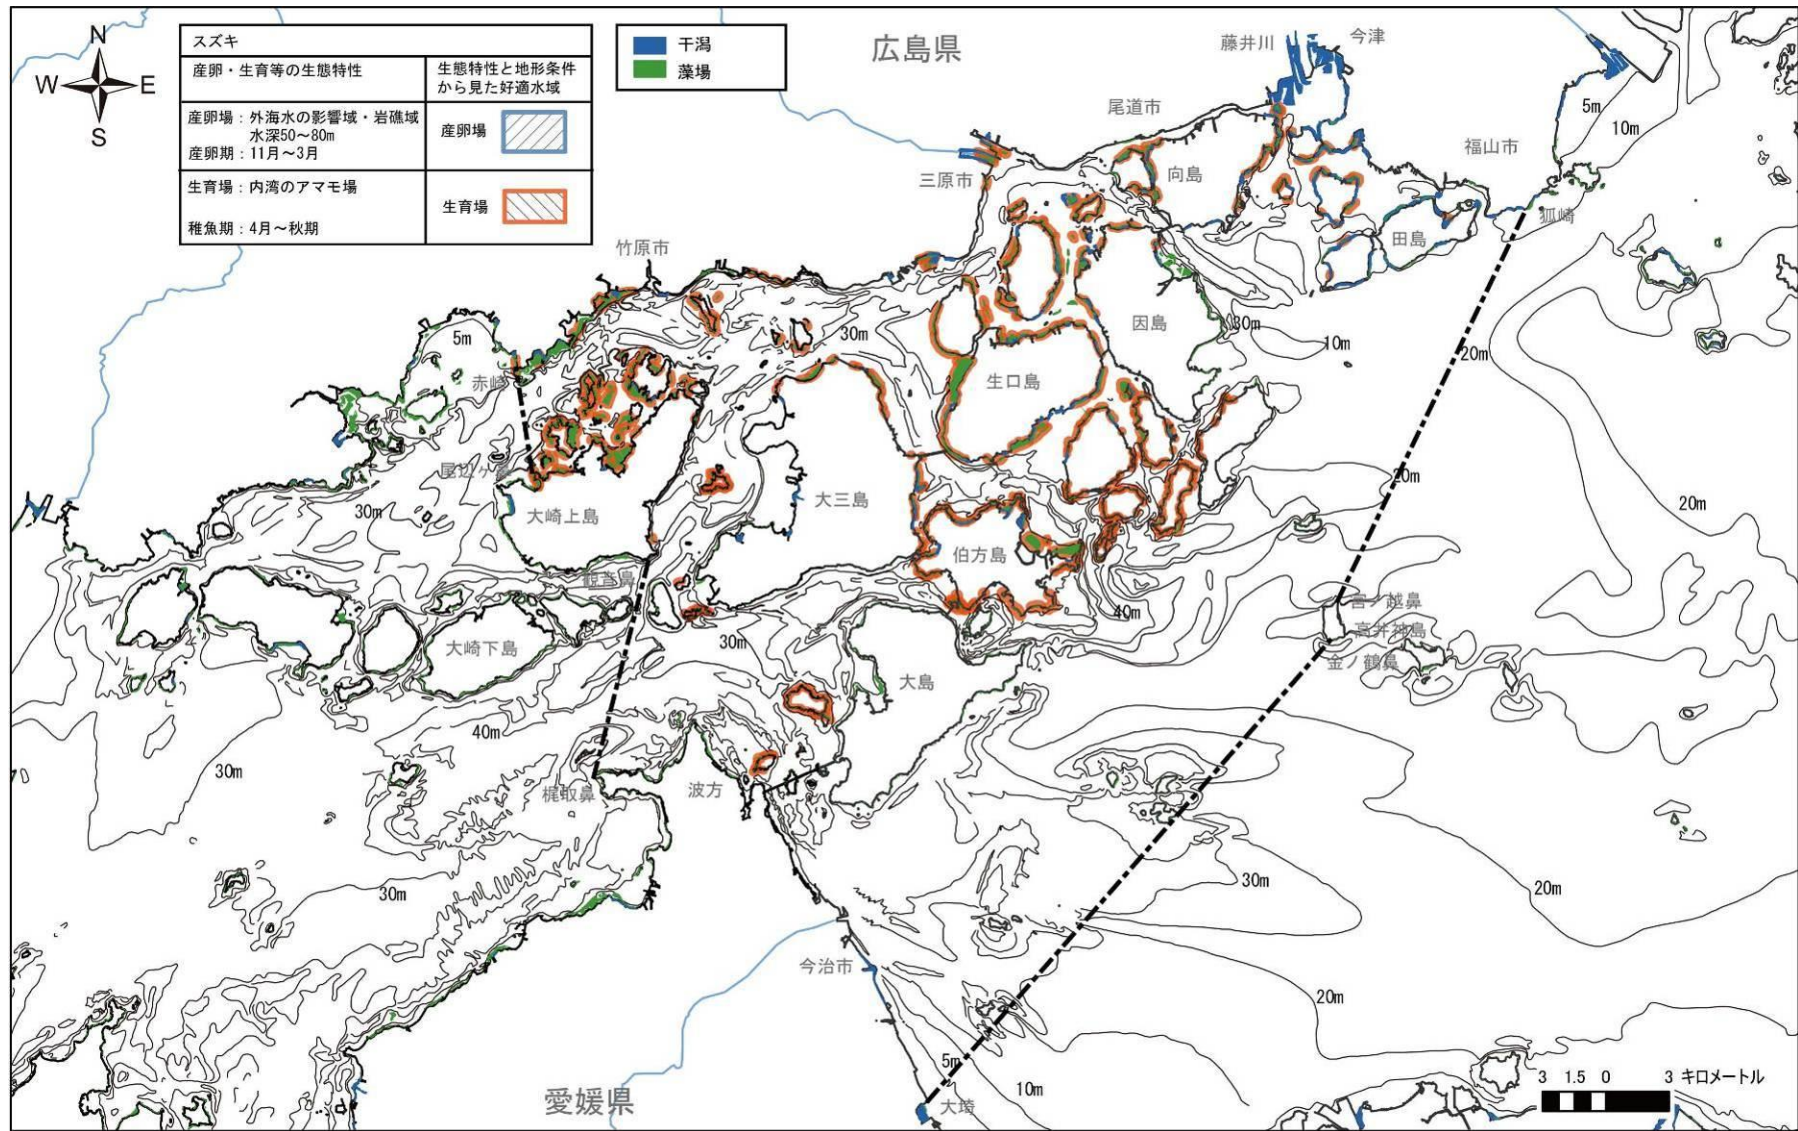 N
W
E
S
スズキ
産卵・生育等の生態特性
生態特性と地形条件
から見た好適水域
産卵場：外海水の影響域・岩礁域
水深50～80m
産卵期：11月～3月
産卵場
生育場：内湾のアマモ場
稚魚期：4月～秋期
生育場
干潟
藻場
広島県
藤井川
今津
尾道市
5m
10m
福山市
三原市
向島
狐崎
田島
竹原市
30m
因島
30m
10m
20m
5m
赤崎
生口島
20m
20m
30m
大崎上島
大三島
伯方島
観音鼻
40m
宮ノ越鼻
高井神島
金ノ鶴鼻
大崎下島
30m
大島
40m
30m
梶取鼻
波方
30m
30m
20m
今治市
20m
5m
10m
大埼
愛媛県
3 1.5 0 3 キロメートル